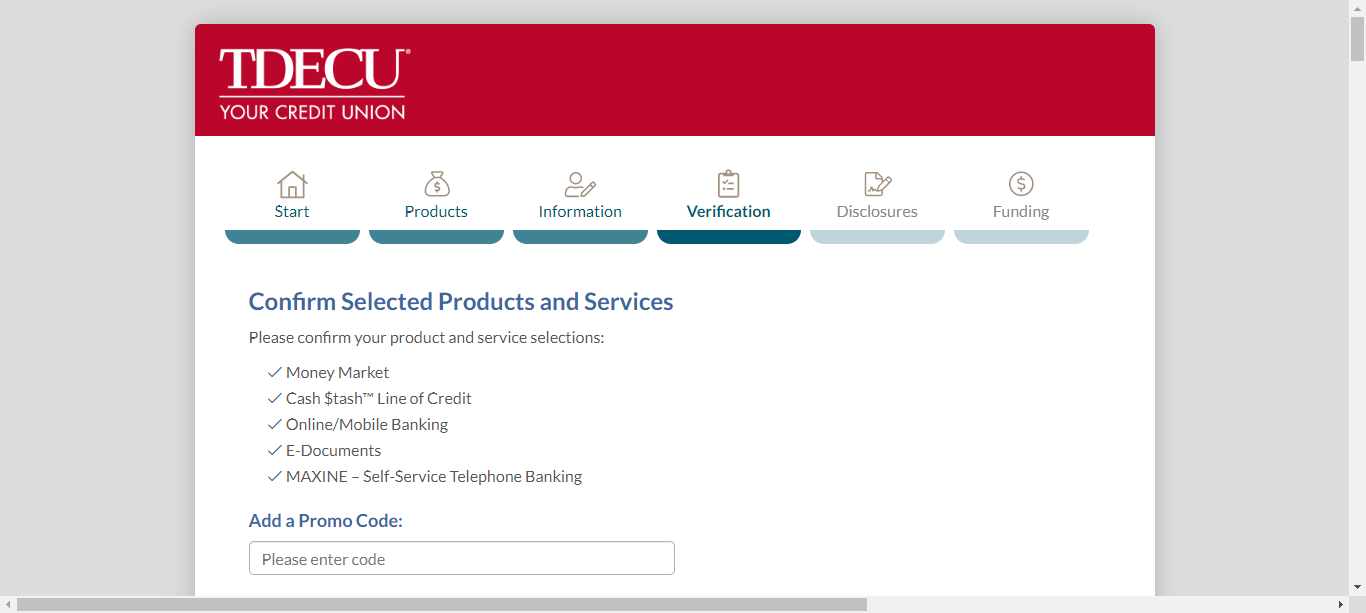 TDECU®
YOUR CREDIT UNION
Start
Products
Information
Verification
Disclosures
Funding
Confirm Selected Products and Services
Please confirm your product and service selections:
Money Market
Cash $tash™ Line of Credit
Online/Mobile Banking
E-Documents
MAXINE – Self-Service Telephone Banking
Add a Promo Code:
Please enter code